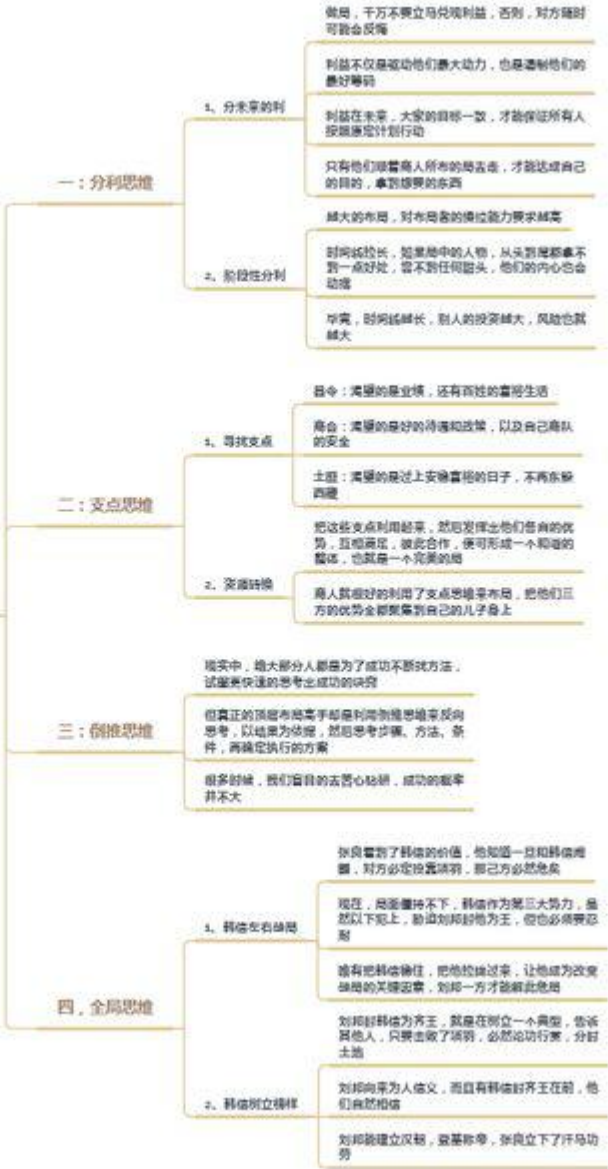 做局，千万不要立马兑现利益，否则，对方随时
可能会反悔
利益不仅是驱动他们最大动力，也是遏制他们的
最好筹码
1、分未来的利
利益在未来，大家的目标一致，才能保证所有人
按照原定计划行动
只有他们顺着商人所布的局去走，才能达成自己
的目的，拿到想要的东西
一：分利思维
越大的布局，对布局者的段位能力要求越高
时间线拉长，如果局中的人物，从头到尾都拿不
到一点好处，尝不到任何甜头，他们的内心也会
动摇
2、阶段性分利
毕竟，时间线越长，别人的投资越大，风险也就
越大
县令：渴望的是业绩，还有百姓的富裕生活
商会：渴望的是好的待遇和政策，以及自己商队
的安全
1、寻找支点
土匪：渴望的是过上安稳富裕的日子，不再东躲
西藏
二：支点思维
把这些支点利用起来，然后发挥出他们各自的优
势，互相满足，彼此合作，便可形成一个和谐的
整体，也就是一个完美的局
2、资源转换
商人就很好的利用了支点思维来布局，把他们三
方的优势全都聚集到自己的儿子身上
现实中，绝大部分人都是为了成功不断找方法，
试图更快速的思考出成功的诀窍
三：倒推思维
但真正的顶层布局高手却是利用倒推思维来反向
思考，以结果为依据，然后思考步骤、方法、条
件，再确定执行的方案
很多时候，我们盲目的去苦心钻研，成功的概率
并不大
张良看到了韩信的价值，他知道一旦和韩信闹
翻，对方必定投靠项羽，那己方必然危矣
1、韩信左右战局
现在，局面僵持不下，韩信作为第三大势力，虽
然以下犯上，胁迫刘邦封他为王，但也必须要忍
耐
唯有把韩信稳住，把他拉拢过来，让他成为改变
战局的关键因素，刘邦一方才能解此危局
四，全局思维
刘邦封韩信为齐王，就是在树立一个典型，告诉
其他人，只要击败了项羽，必然论功行赏，分封
土地
2、韩信树立榜样
刘邦向来为人信义，而且有韩信封齐王在前，他
们自然相信
刘邦能建立汉朝，登基称帝，张良立下了汗马功
劳